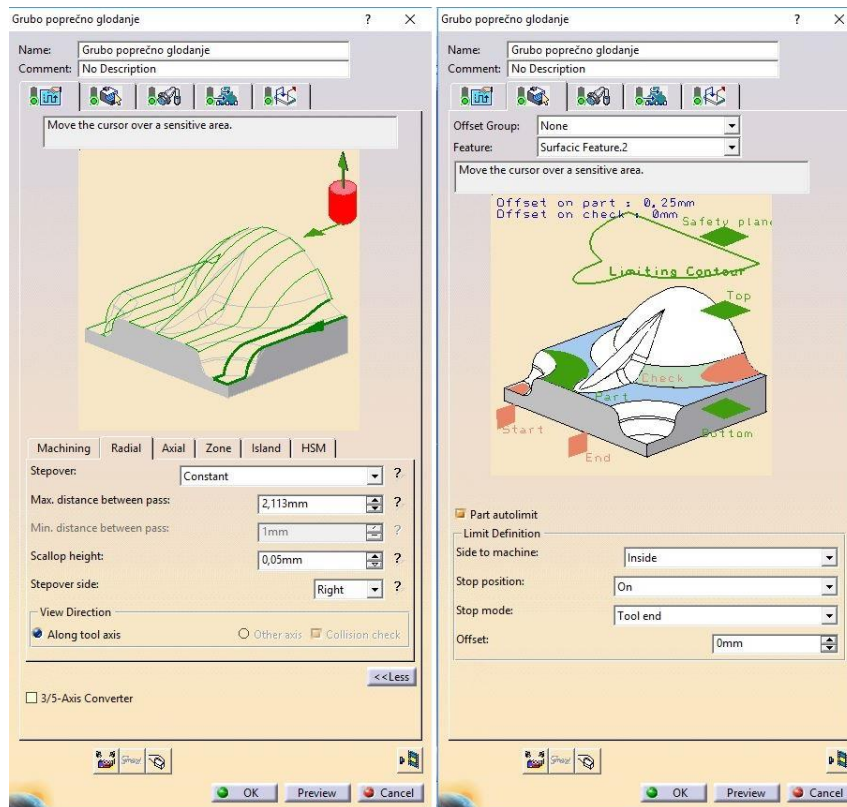 Grubo poprečno glodanje ? ×
Name: Grubo poprečno glodanje
Comment: No Description
Move the cursor over a sensitive area.
Machining Radial Axial Zone Island HSM
Stepover: Constant ?
Max. distance between pass: 2,113mm ?
Min. distance between pass: 1mm ?
Scallop height: 0,05mm ?
Stepover side: Right ?
View Direction
Along tool axis Other axis Collision check
<<Less
3/5-Axis Converter
OK Preview Cancel
Grubo poprečno glodanje ? ×
Name: Grubo poprečno glodanje
Comment: No Description
Offset Group: None
Feature: Surfacic Feature.2
Move the cursor over a sensitive area.
Offset on part : 0,25mm
Offset on check : 0mm
Safety plane
Limiting Contour
Top
Check
Part
Start
Bottom
End
Part autolimit
Limit Definition
Side to machine: Inside
Stop position: On
Stop mode: Tool end
Offset: 0mm
OK Preview Cancel